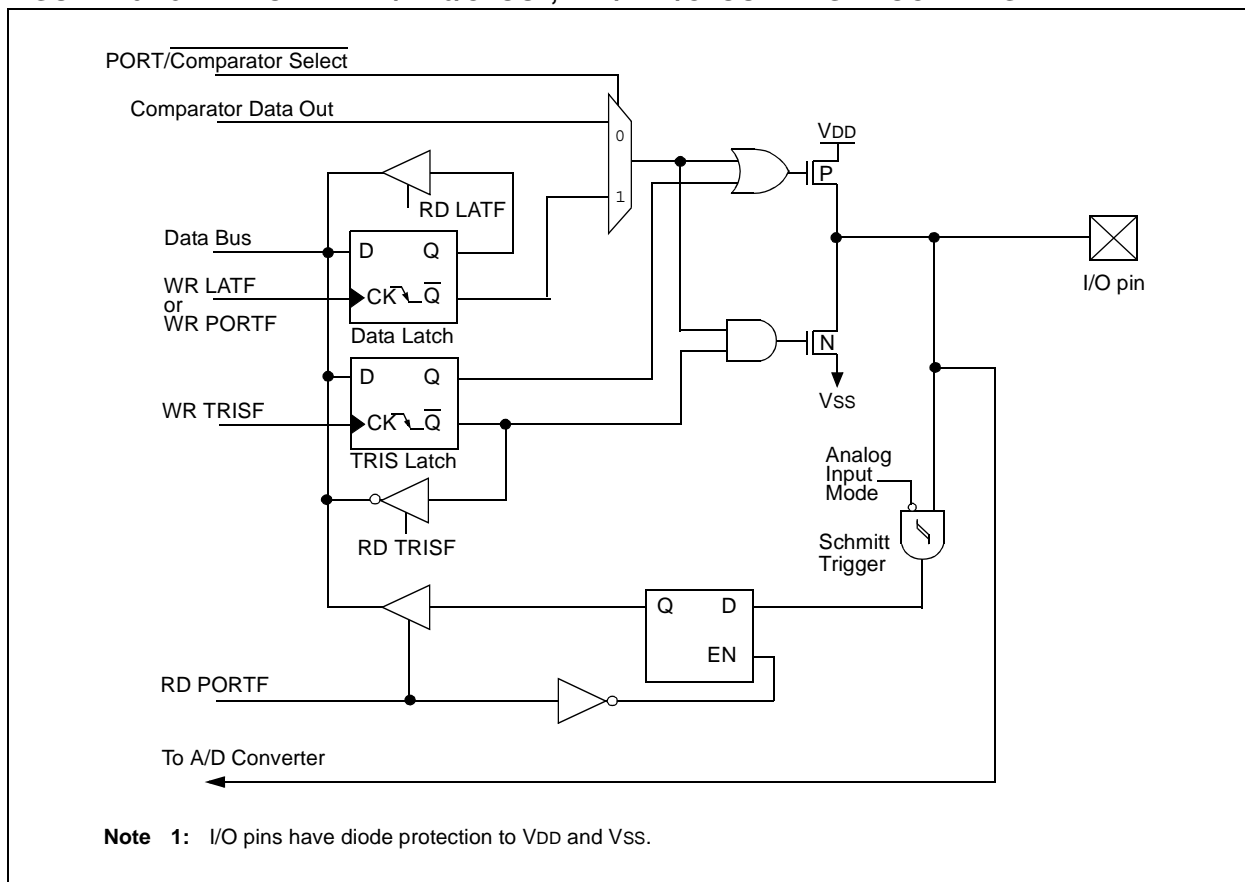 PORT/Comparator Select
Comparator Data Out
0
1
VDD
P
RD LATF
Data Bus
D Q
WR LATF
or
WR PORTF
CK Q
Data Latch
I/O pin
N
VSS
D Q
WR TRISF
CK Q
TRIS Latch
RD TRISF
Analog
Input
Mode
Schmitt
Trigger
Q D
EN
RD PORTF
To A/D Converter
Note 1: I/O pins have diode protection to VDD and VSS.